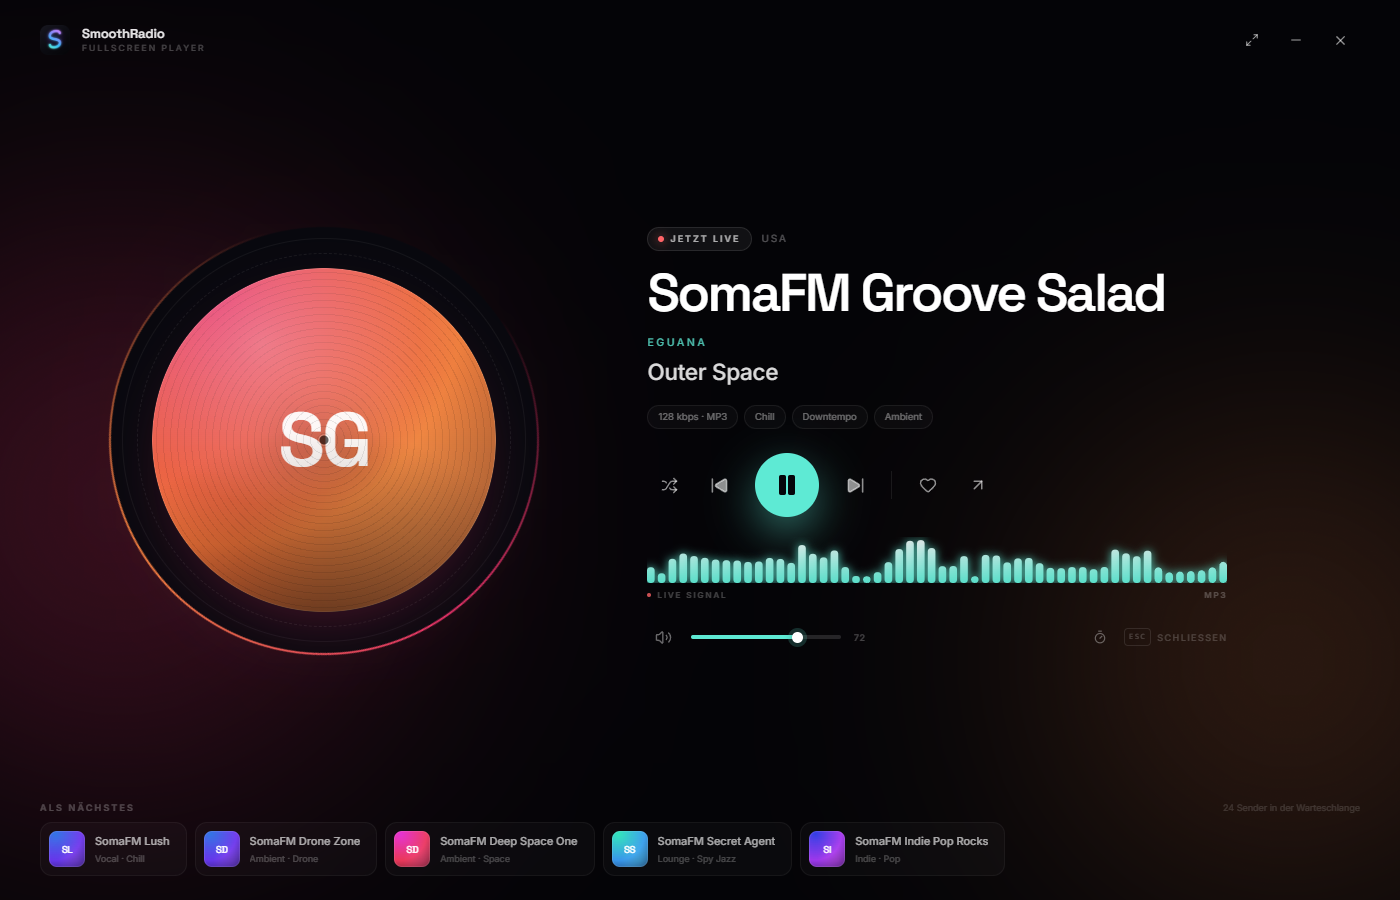 SmoothRadio
FULLSCREEN PLAYER
JETZT LIVE USA
SomaFM Groove Salad
EGUANA
Outer Space
128 kbps · MP3 Chill Downtempo Ambient
SG
LIVE SIGNAL MP3
72 ESC SCHLIESSEN
ALS NÄCHSTES 24 Sender in der Warteschlange
SL SomaFM Lush
Vocal · Chill
SD SomaFM Drone Zone
Ambient · Drone
SD SomaFM Deep Space One
Ambient · Space
SS SomaFM Secret Agent
Lounge · Spy Jazz
SI SomaFM Indie Pop Rocks
Indie · Pop